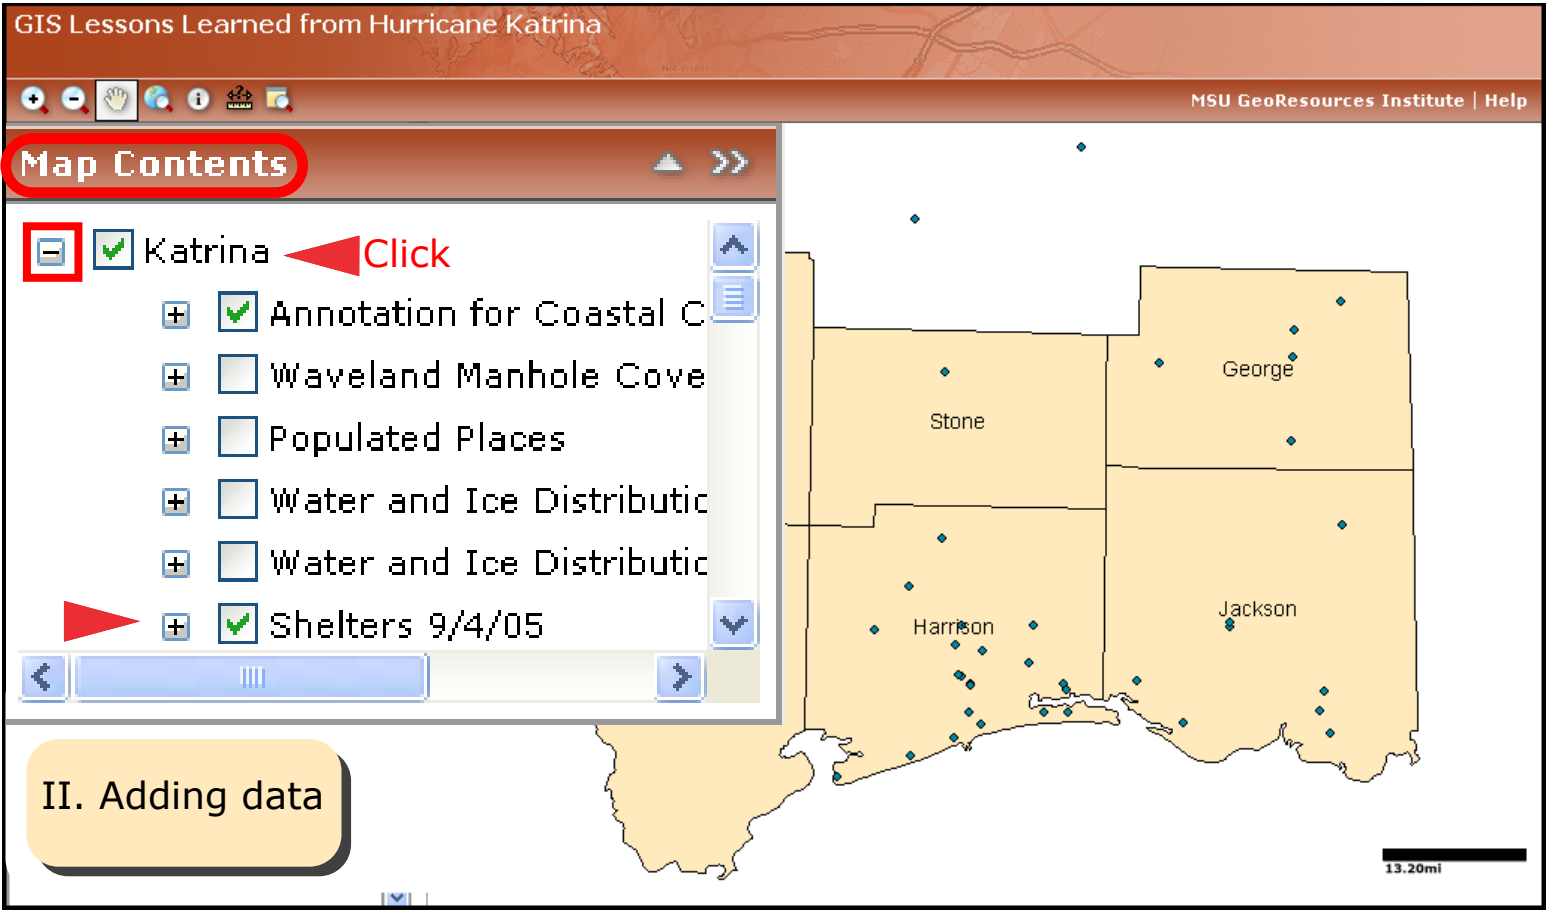 GIS Lessons Learned from Hurricane Katrina
MSU GeoResources Institute | Help
Map Contents
Katrina
Click
Annotation for Coastal C
Waveland Manhole Cove
Populated Places
Water and Ice Distributic
Water and Ice Distributic
Shelters 9/4/05
George
Stone
Harrison
Jackson
II. Adding data
13.20mi